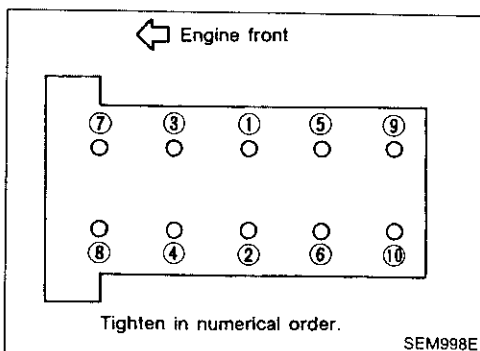 Engine front
⑦ ③ ① ⑤ ⑨
⑧ ④ ② ⑥ ⑩
Tighten in numerical order.
SEM998E